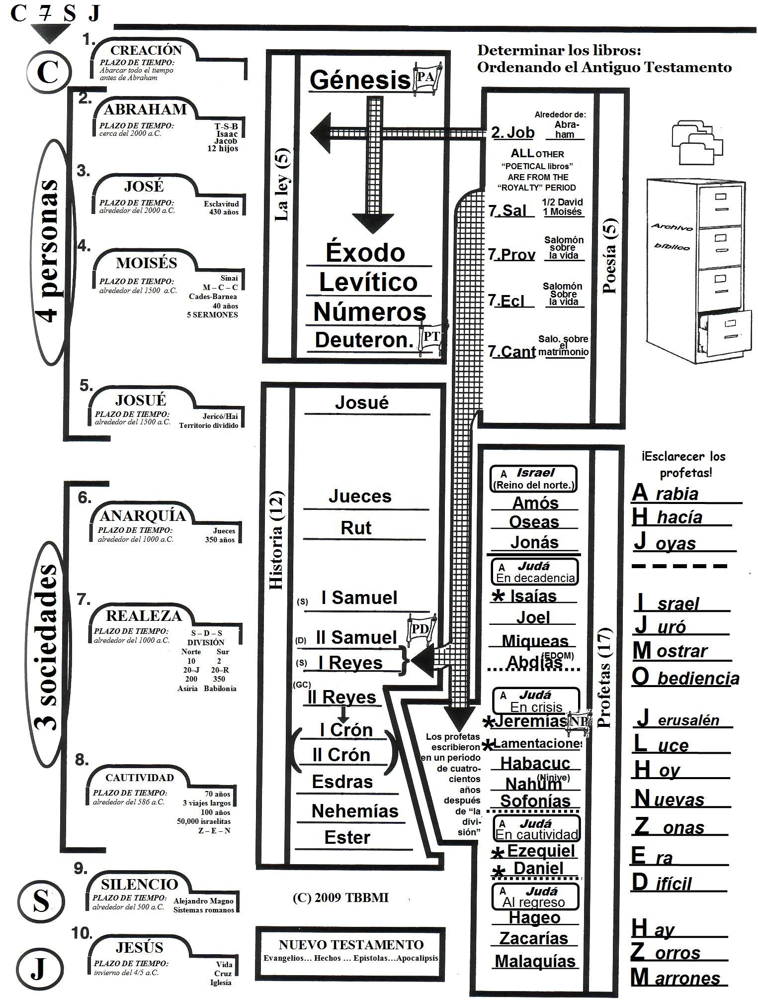 C 7 S J
C
1.
CREACIÓN
PLAZO DE TIEMPO:
Abarcar todo el tiempo
antes de Abraham
4 personas
2.
ABRAHAM
PLAZO DE TIEMPO:
cerca del 2000 a.C.
T-S-B
Isaac
Jacob
12 hijos
3.
JOSÉ
PLAZO DE TIEMPO:
alrededor del 2000 a.C.
Esclavitud
430 años
4.
MOISÉS
PLAZO DE TIEMPO:
alrededor del 1500 a.C.
Sinaí
M – C – C
Cades-Barnea
40 años
5 SERMONES
5.
JOSUÉ
PLAZO DE TIEMPO:
alrededor del 1500 a.C.
Jericó/Hai
Territorio dividido
3 sociedades
6.
ANARQUÍA
PLAZO DE TIEMPO:
alrededor del 1000 a.C.
Jueces
350 años
7.
REALEZA
PLAZO DE TIEMPO:
alrededor del 1000 a.C.
S – D – S
DIVISIÓN
Norte Sur
10 2
20–J 20–R
200 350
Asiria Babilonia
8.
CAUTIVIDAD
PLAZO DE TIEMPO:
alrededor del 586 a.C.
70 años
3 viajes largos
100 años
50,000 israelitas
Z – E – N
S
9.
SILENCIO
PLAZO DE TIEMPO:
alrededor del 500 a.C.
Alejandro Magno
Sistemas romanos
J
10.
JESÚS
PLAZO DE TIEMPO:
invierno del 4/5 a.C.
Vida
Cruz
Iglesia
La ley (5)
Génesis
PA
Éxodo
Levítico
Números
Deuteron.
PT
Historia (12)
Josué
Jueces
Rut
(S) I Samuel
PD
(D) II Samuel
(S) I Reyes
(GC)
II Reyes
I Crón
II Crón
Esdras
Nehemías
Ester
(C) 2009 TBBMI
NUEVO TESTAMENTO
Evangelios… Hechos … Epístolas…Apocalipsis
Determinar los libros:
Ordenando el Antiguo Testamento
Poesía (5)
Alrededor de:
2. Job Abra-
ham
ALL OTHER
“POETICAL libros”
ARE FROM THE
“ROYALTY” PERIOD
7.Sal 1/2 David
1 Moisés
7.Prov Salomón
sobre
la vida
7.Ecl Salomón
Sobre
la vida
7.Cant Salo. sobre
el
matrimonio
Archivo
bíblico
Profetas (17)
A Israel
(Reino del norte.)
Amós
Oseas
Jonás
A Judá
En decadencia
* Isaías
Joel
Miqueas
(EDOM)
Abdías
A Judá
En crisis
*Jeremías
NP
*Lamentaciones
Habacuc
(Nínive)
Nahúm
Sofonías
A Judá
En cautividad
* Ezequiel
* Daniel
A Judá
Al regreso
Hageo
Zacarías
Malaquías
Los profetas
escribieron
en un período
de cuatro-
cientos
años
después
de “la
divi-
sión”
¡Esclarecer los
profetas!
A rabia
H hacía
J oyas
I srael
J uró
M ostrar
O bediencia
J erusalén
L uce
H oy
N uevas
Z onas
E ra
D ifícil
H ay
Z orros
M arrones